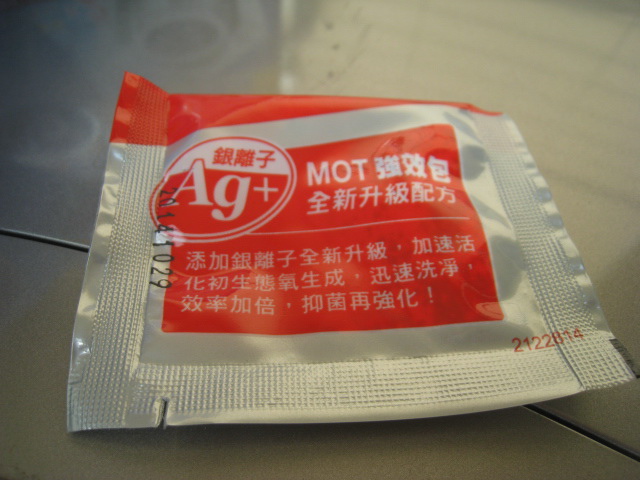 銀離子
Ag+
MOT 強效包
全新升級配方
添加銀離子全新升級，加速活
化初生態氧生成，迅速洗淨，
效率加倍，抑菌再強化！
20141029
2122814